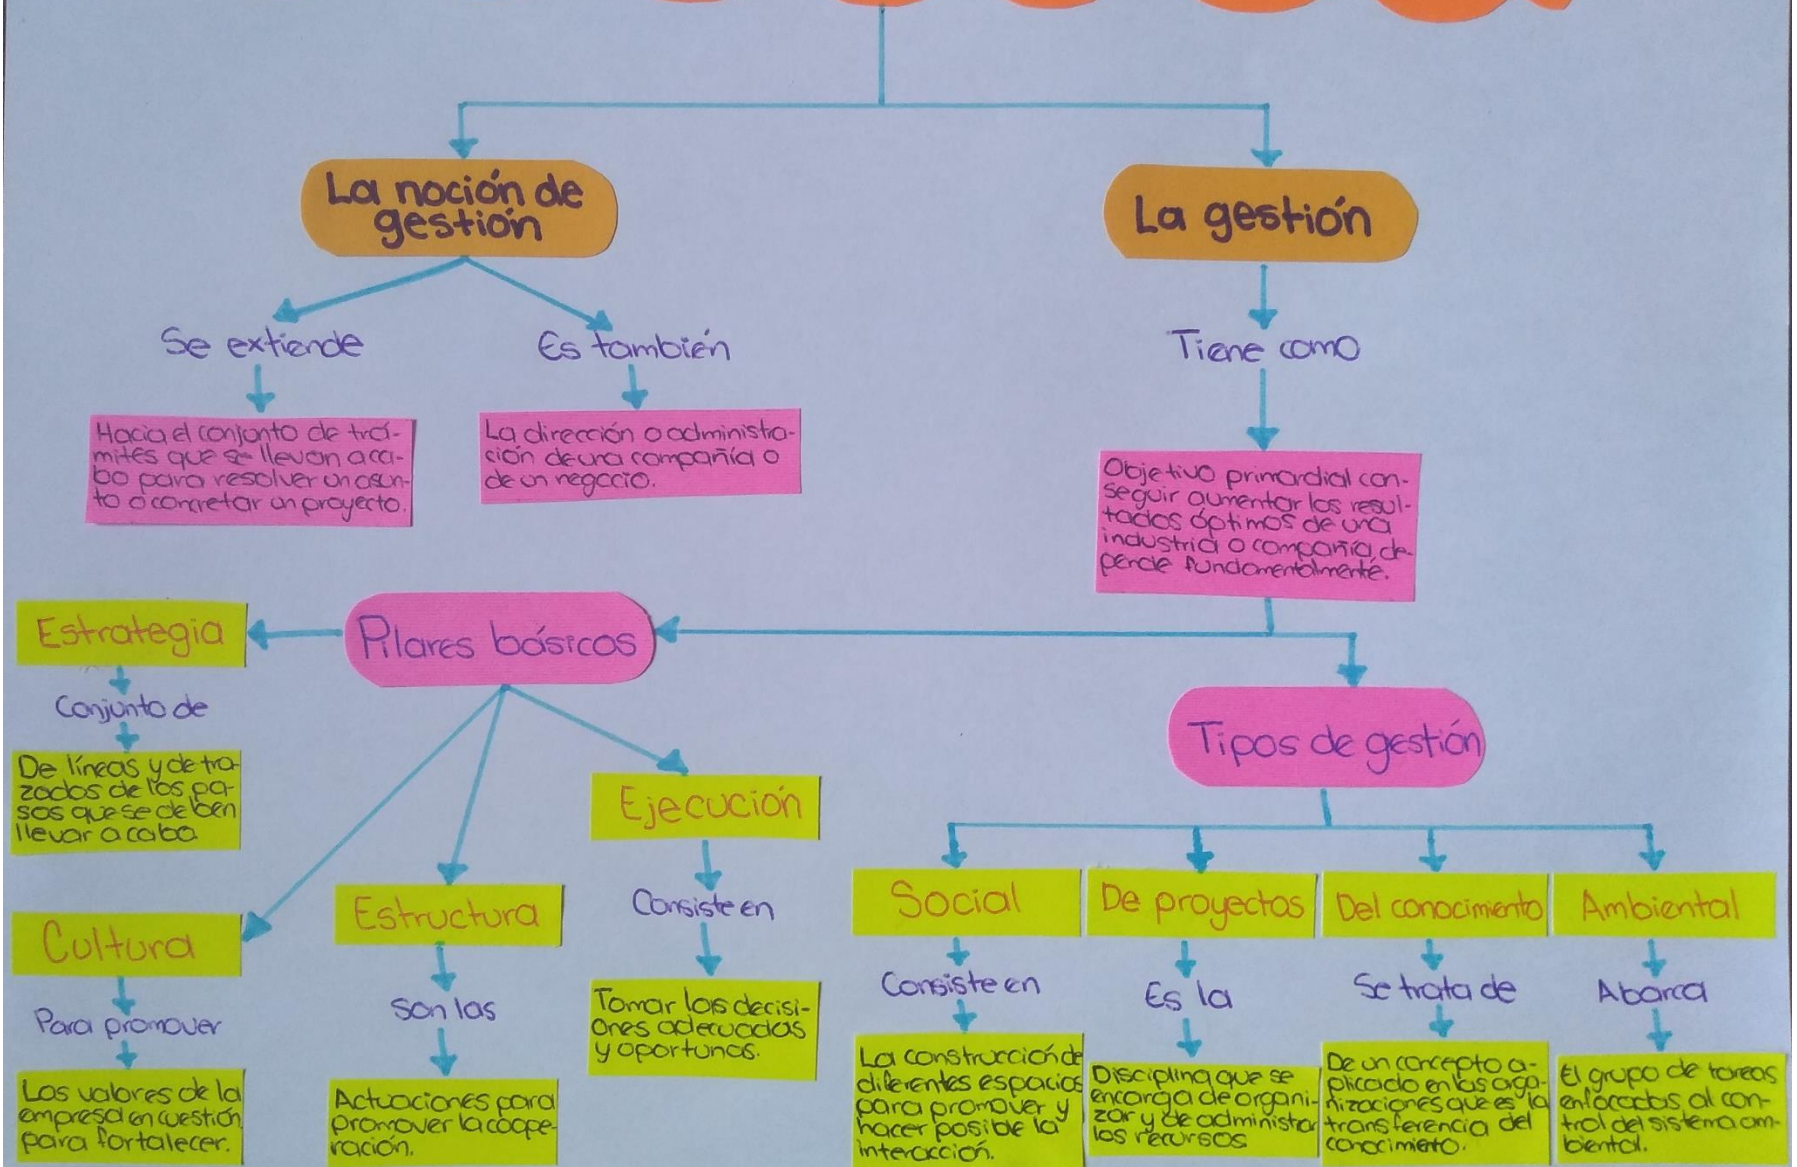 La noción de
gestión
La gestión
Se extiende
Es también
Tiene como
Hacia el conjunto de trá-
mites que se llevan a ca-
bo para resolver un asun-
to o concretar un proyecto.
La dirección o administra-
ción de una compañía o
de un negocio.
Objetivo primordial con-
seguir aumentar los resul-
tados óptimos de una
industria o compañía, de-
pende fundamentalmente.
Pilares básicos
Estrategia
Conjunto de
De líneas y de tra-
zados de los pa-
sos que se deben
llevar a cabo
Cultura
Para promover
Los valores de la
empresa en cuestión
para fortalecer.
Estructura
Son las
Actuaciones para
promover la coope-
ración.
Ejecución
Consiste en
Tomar las decisi-
ones adecuadas
y oportunas.
Tipos de gestión
Social
Consiste en
La construcción de
diferentes espacios
para promover y
hacer posible la
interacción.
De proyectos
Es la
Disciplina que se
encarga de organi-
zar y de administrar
los recursos
Del conocimiento
Se trata de
De un concepto a-
plicado en las orga-
nizaciones que es la
transferencia del
conocimiento.
Ambiental
Abarca
El grupo de tareas
enfocadas al con-
trol del sistema am-
biental.